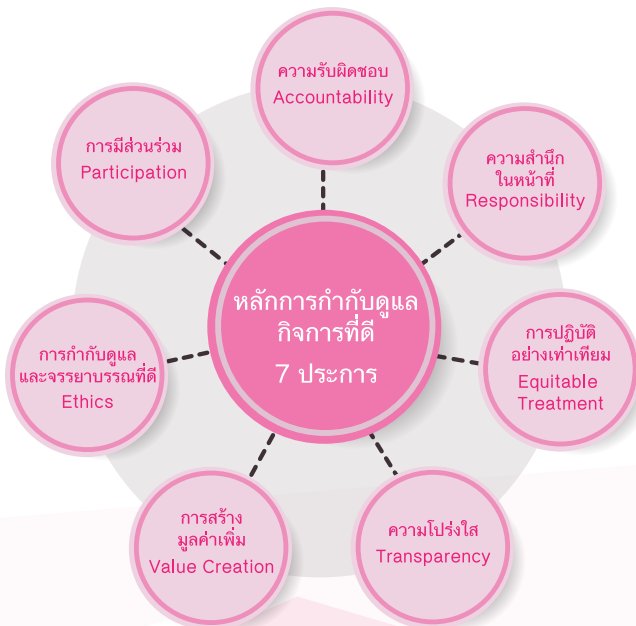 ความรับผิดชอบ
Accountability
ความสำนึก
ในหน้าที่
Responsibility
การปฏิบัติ
อย่างเท่าเทียม
Equitable
Treatment
ความโปร่งใส
Transparency
การสร้าง
มูลค่าเพิ่ม
Value Creation
การกำกับดูแล
และจรรยาบรรณที่ดี
Ethics
การมีส่วนร่วม
Participation
หลักการกำกับดูแล
กิจการที่ดี
7 ประการ